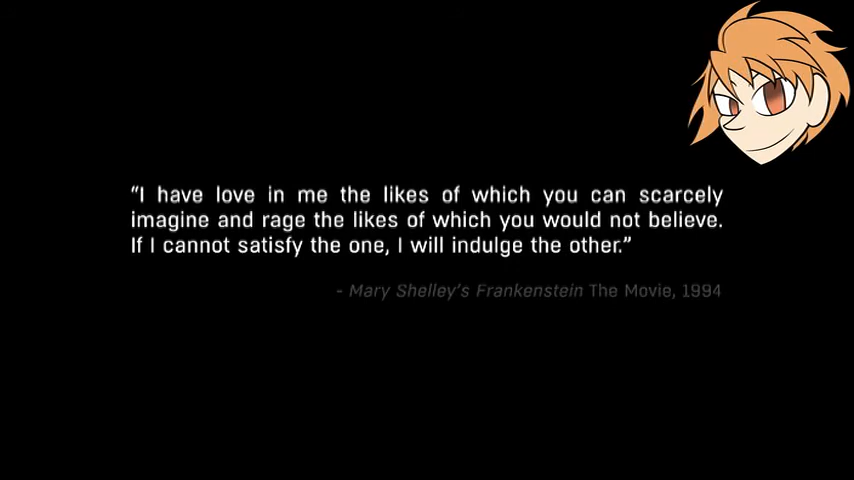 “I have love in me the likes of which you can scarcely
imagine and rage the likes of which you would not believe.
If I cannot satisfy the one, I will indulge the other.”
- Mary Shelley’s Frankenstein The Movie, 1994